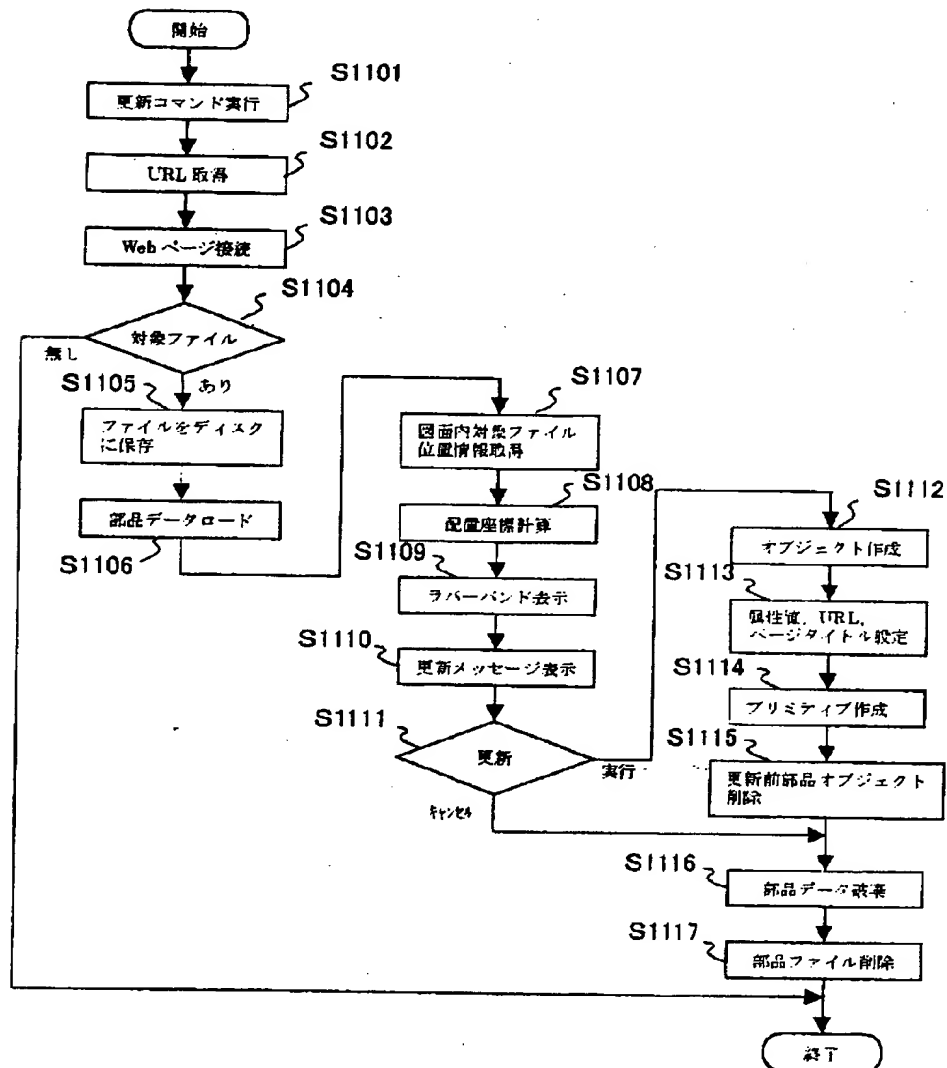 開始
S1101
更新コマンド実行
S1102
URL 取得
S1103
Web ページ接続
S1104
対象ファイル
無し
あり
S1105
ファイルをディスク
に保存
部品データロード
S1106
S1107
図面内対象ファイル
位置情報取得
S1108
配置座標計算
S1109
ラバーバンド表示
S1110
更新メッセージ表示
S1111
更新
実行
キャンセル
S1112
オブジェクト作成
S1113
属性値、URL、
ページタイトル設定
S1114
プリミティブ作成
S1115
更新前部品オブジェクト
削除
S1116
部品データ破棄
S1117
部品ファイル削除
終了